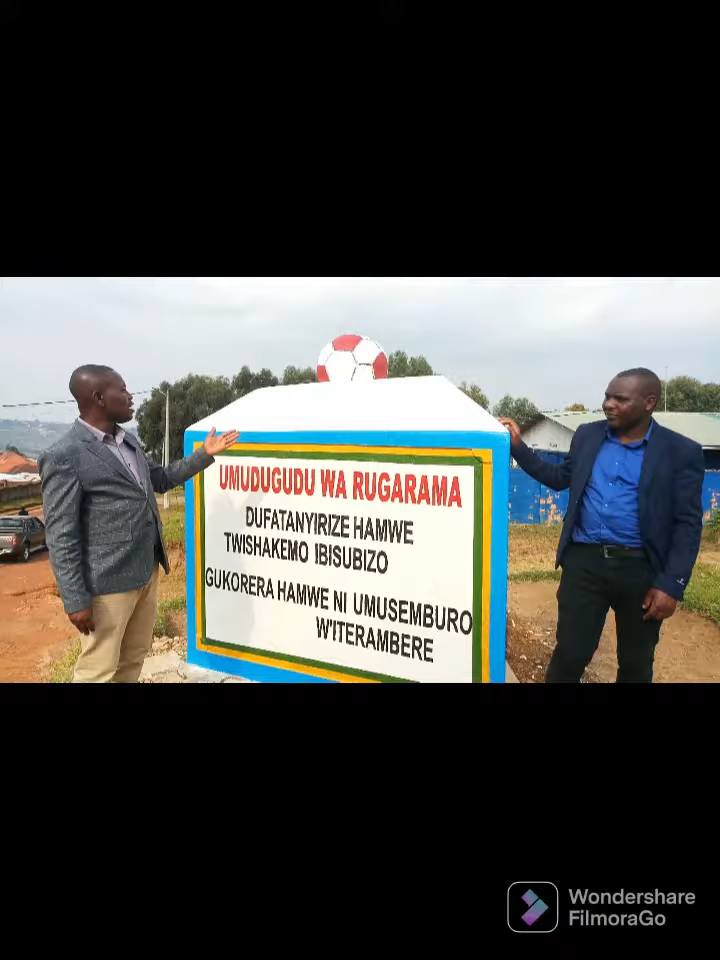 UMUDUGUDU WA RUGARAMA
DUFATANYIRIZE HAMWE
TWISHAKEMO IBISUBIZO
GUKORERA HAMWE NI UMUSEMBURO
W'ITERAMBERE
Wondershare
FilmoraGo